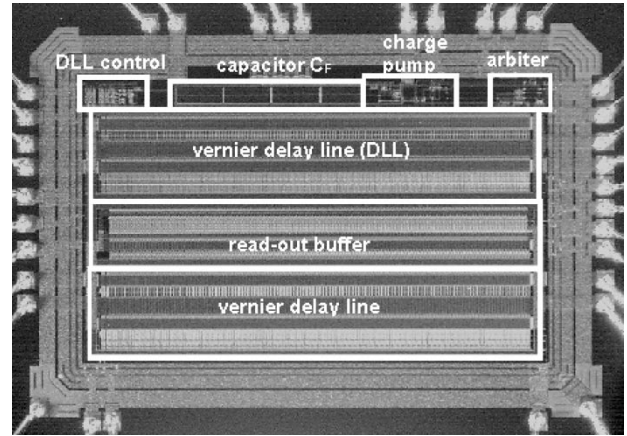 DLL control
capacitor CF
charge
pump
arbiter
vernier delay line (DLL)
read-out buffer
vernier delay line